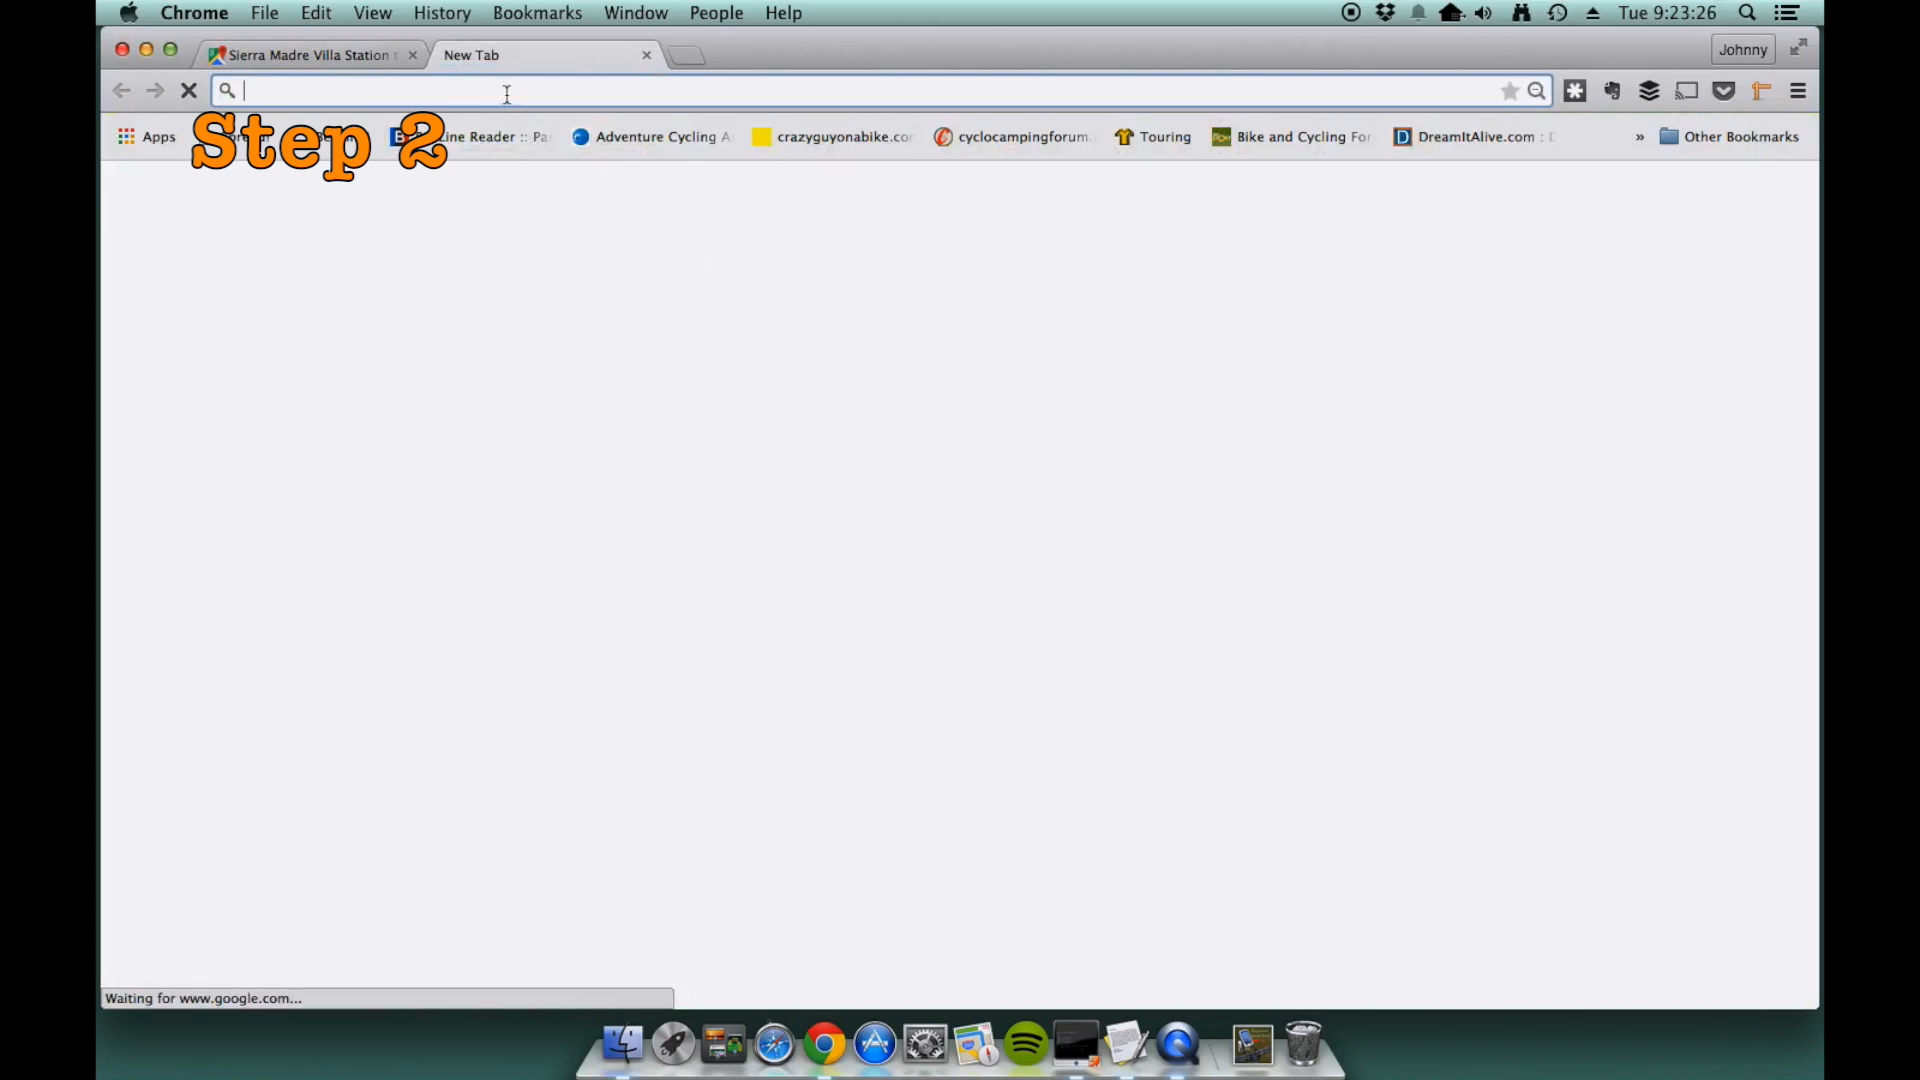 Chrome File Edit View History Bookmarks Window People Help Tue 9:23:26
Sierra Madre Villa Station t New Tab Johnny
Step 2
Apps ine Reader :: Pa Adventure Cycling A crazyguyonabike.co cyclocampingforum. Touring Bike and Cycling For DreamItAlive.com : D » Other Bookmarks
Waiting for www.google.com...